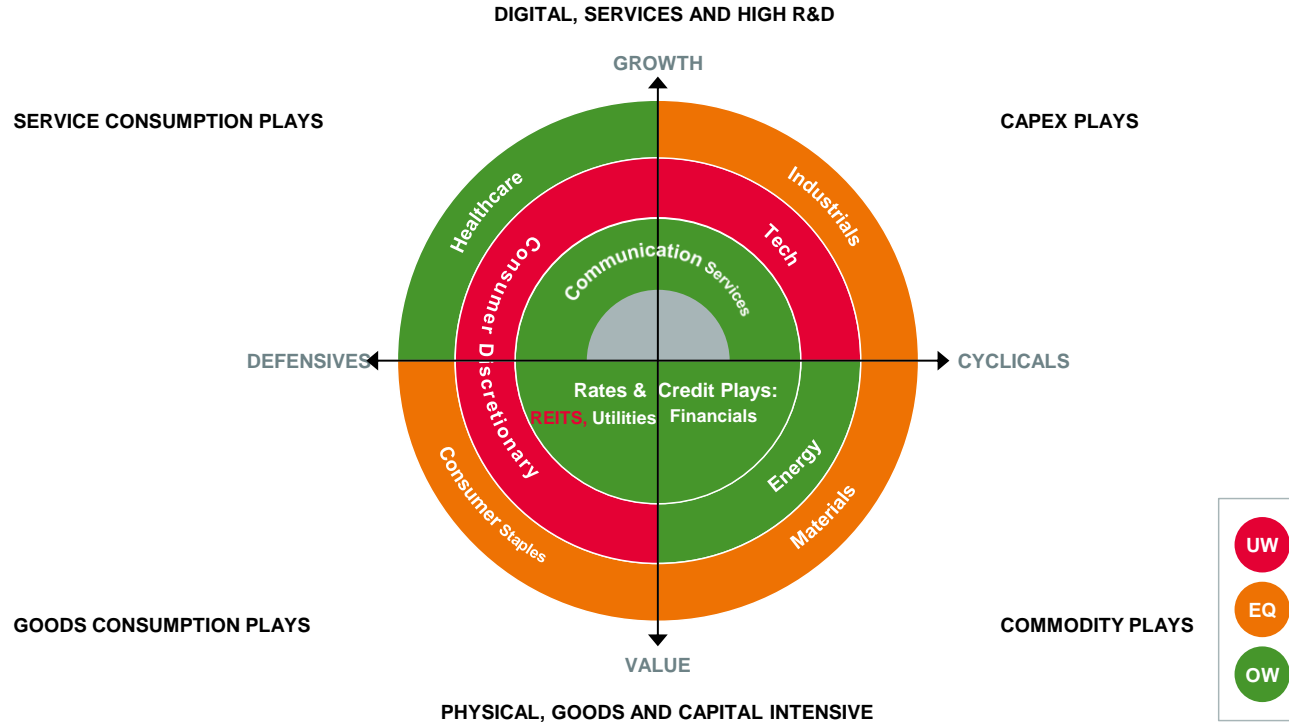 DIGITAL, SERVICES AND HIGH R&D
GROWTH
SERVICE CONSUMPTION PLAYS
CAPEX PLAYS
Healthcare
Industrials
Consumer Discretionary
Tech
Communication Services
DEFENSIVES
CYCLICALS
Rates & Credit Plays:
REITS, Utilities Financials
Energy
Consumer Staples
Materials
UW
EQ
OW
GOODS CONSUMPTION PLAYS
COMMODITY PLAYS
VALUE
PHYSICAL, GOODS AND CAPITAL INTENSIVE